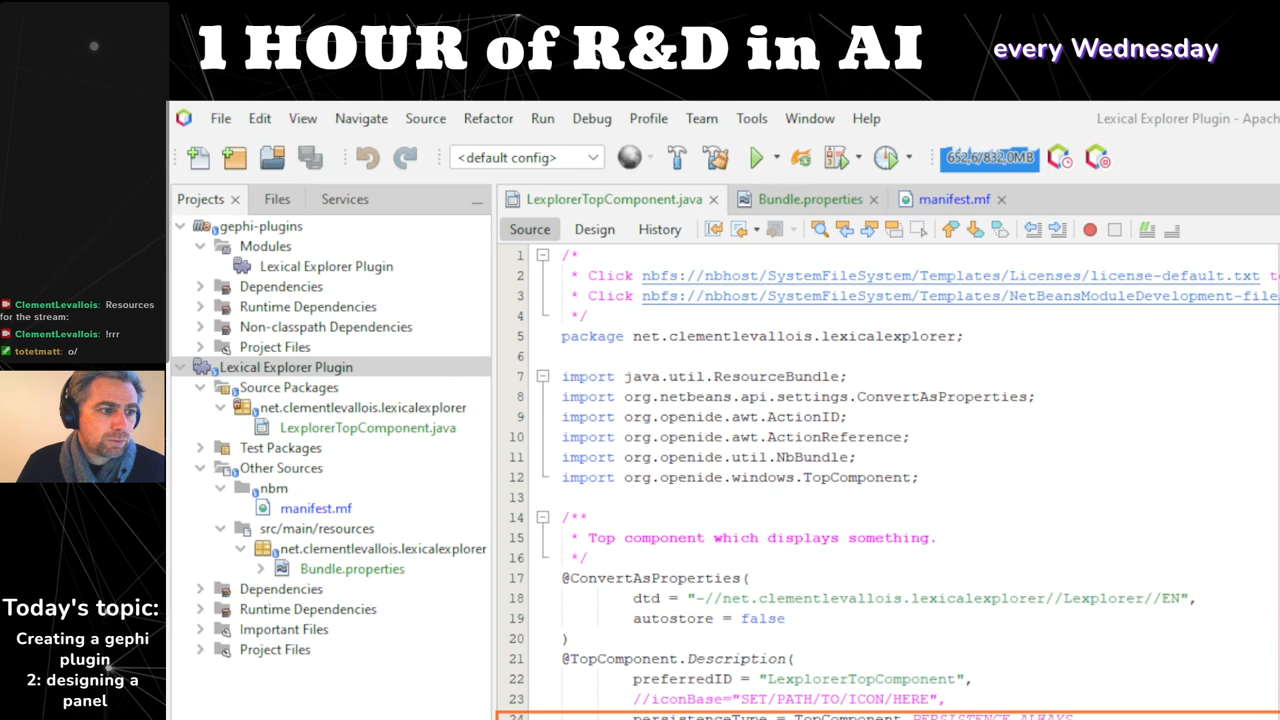 1 HOUR of R&D in AI
every Wednesday
File Edit View Navigate Source Refactor Run Debug Profile Team Tools Window Help
Lexical Explorer Plugin - Apach
<default config>
652,6/832,0MB
Projects Files Services
LexplorerTopComponent.java Bundle.properties manifest.mf
Source Design History
gephi-plugins
Modules
Lexical Explorer Plugin
Dependencies
Runtime Dependencies
Non-classpath Dependencies
Project Files
Lexical Explorer Plugin
Source Packages
net.clementlevallois.lexicalexplorer
LexplorerTopComponent.java
Test Packages
Other Sources
nbm
manifest.mf
src/main/resources
net.clementlevallois.lexicalexplorer
Bundle.properties
Dependencies
Runtime Dependencies
Important Files
Project Files
1 /*
2 * Click nbfs://nbhost/SystemFileSystem/Templates/Licenses/license-default.txt to
3 * Click nbfs://nbhost/SystemFileSystem/Templates/NetBeansModuleDevelopment-file
4 */
5 package net.clementlevallois.lexicalexplorer;
6
7 import java.util.ResourceBundle;
8 import org.netbeans.api.settings.ConvertAsProperties;
9 import org.openide.awt.ActionID;
10 import org.openide.awt.ActionReference;
11 import org.openide.util.NbBundle;
12 import org.openide.windows.TopComponent;
13
14 /**
15 * Top component which displays something.
16 */
17 @ConvertAsProperties(
18 dtd = "-//net.clementlevallois.lexicalexplorer//Lexplorer//EN",
19 autostore = false
20 )
21 @TopComponent.Description(
22 preferredID = "LexplorerTopComponent",
23 //iconBase="SET/PATH/TO/ICON/HERE",
24 persistenceType = TopComponent.PERSISTENCE_ALWAYS
ClementLevallois: Resources
for the stream:
ClementLevallois: !rrr
totetmatt: o/
Today's topic:
Creating a gephi
plugin
2: designing a
panel